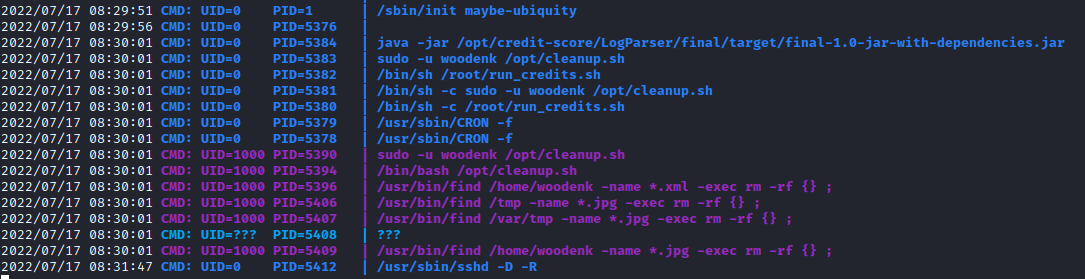 2022/07/17 08:29:51 CMD: UID=0 PID=1 | /sbin/init maybe-ubiquity
2022/07/17 08:29:56 CMD: UID=0 PID=5376 |
2022/07/17 08:30:01 CMD: UID=0 PID=5384 | java -jar /opt/credit-score/LogParser/final/target/final-1.0-jar-with-dependencies.jar
2022/07/17 08:30:01 CMD: UID=0 PID=5383 | sudo -u woodenk /opt/cleanup.sh
2022/07/17 08:30:01 CMD: UID=0 PID=5382 | /bin/sh /root/run_credits.sh
2022/07/17 08:30:01 CMD: UID=0 PID=5381 | /bin/sh -c sudo -u woodenk /opt/cleanup.sh
2022/07/17 08:30:01 CMD: UID=0 PID=5380 | /bin/sh -c /root/run_credits.sh
2022/07/17 08:30:01 CMD: UID=0 PID=5379 | /usr/sbin/CRON -f
2022/07/17 08:30:01 CMD: UID=0 PID=5378 | /usr/sbin/CRON -f
2022/07/17 08:30:01 CMD: UID=1000 PID=5390 | sudo -u woodenk /opt/cleanup.sh
2022/07/17 08:30:01 CMD: UID=1000 PID=5394 | /bin/bash /opt/cleanup.sh
2022/07/17 08:30:01 CMD: UID=1000 PID=5396 | /usr/bin/find /home/woodenk -name *.xml -exec rm -rf {} ;
2022/07/17 08:30:01 CMD: UID=1000 PID=5406 | /usr/bin/find /tmp -name *.jpg -exec rm -rf {} ;
2022/07/17 08:30:01 CMD: UID=1000 PID=5407 | /usr/bin/find /var/tmp -name *.jpg -exec rm -rf {} ;
2022/07/17 08:30:01 CMD: UID=??? PID=5408 | ???
2022/07/17 08:30:01 CMD: UID=1000 PID=5409 | /usr/bin/find /home/woodenk -name *.jpg -exec rm -rf {} ;
2022/07/17 08:31:47 CMD: UID=0 PID=5412 | /usr/sbin/sshd -D -R